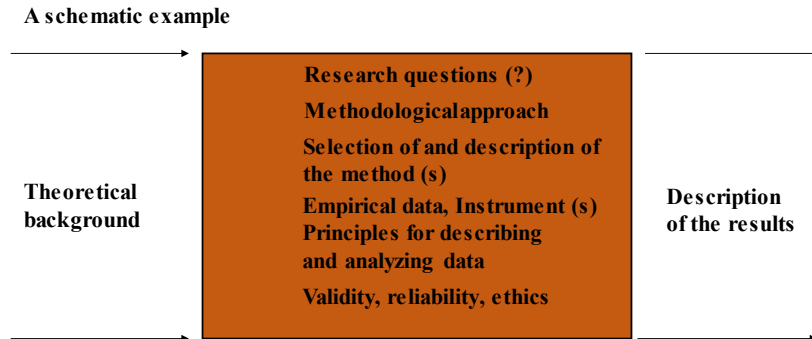 A schematic example
Research questions (?)
Methodologicalapproach
Selection of and description of
the method (s)
Theoretical
background
Empirical data, Instrument (s)
Principles for describing
and analyzing data
Validity, reliability, ethics
Description
of the results